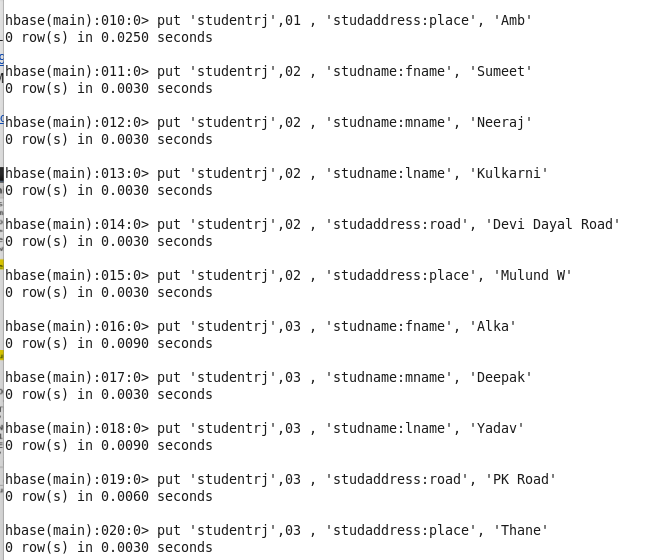 hbase(main):010:0> put 'studentrj',01 , 'studaddress:place', 'Amb'
0 row(s) in 0.0250 seconds
hbase(main):011:0> put 'studentrj',02 , 'studname:fname', 'Sumeet'
0 row(s) in 0.0030 seconds
hbase(main):012:0> put 'studentrj',02 , 'studname:mname', 'Neeraj'
0 row(s) in 0.0030 seconds
hbase(main):013:0> put 'studentrj',02 , 'studname:lname', 'Kulkarni'
0 row(s) in 0.0030 seconds
hbase(main):014:0> put 'studentrj',02 , 'studaddress:road', 'Devi Dayal Road'
0 row(s) in 0.0030 seconds
hbase(main):015:0> put 'studentrj',02 , 'studaddress:place', 'Mulund W'
0 row(s) in 0.0030 seconds
hbase(main):016:0> put 'studentrj',03 , 'studname:fname', 'Alka'
0 row(s) in 0.0090 seconds
hbase(main):017:0> put 'studentrj',03 , 'studname:mname', 'Deepak'
0 row(s) in 0.0030 seconds
hbase(main):018:0> put 'studentrj',03 , 'studname:lname', 'Yadav'
0 row(s) in 0.0090 seconds
hbase(main):019:0> put 'studentrj',03 , 'studaddress:road', 'PK Road'
0 row(s) in 0.0060 seconds
hbase(main):020:0> put 'studentrj',03 , 'studaddress:place', 'Thane'
0 row(s) in 0.0030 seconds